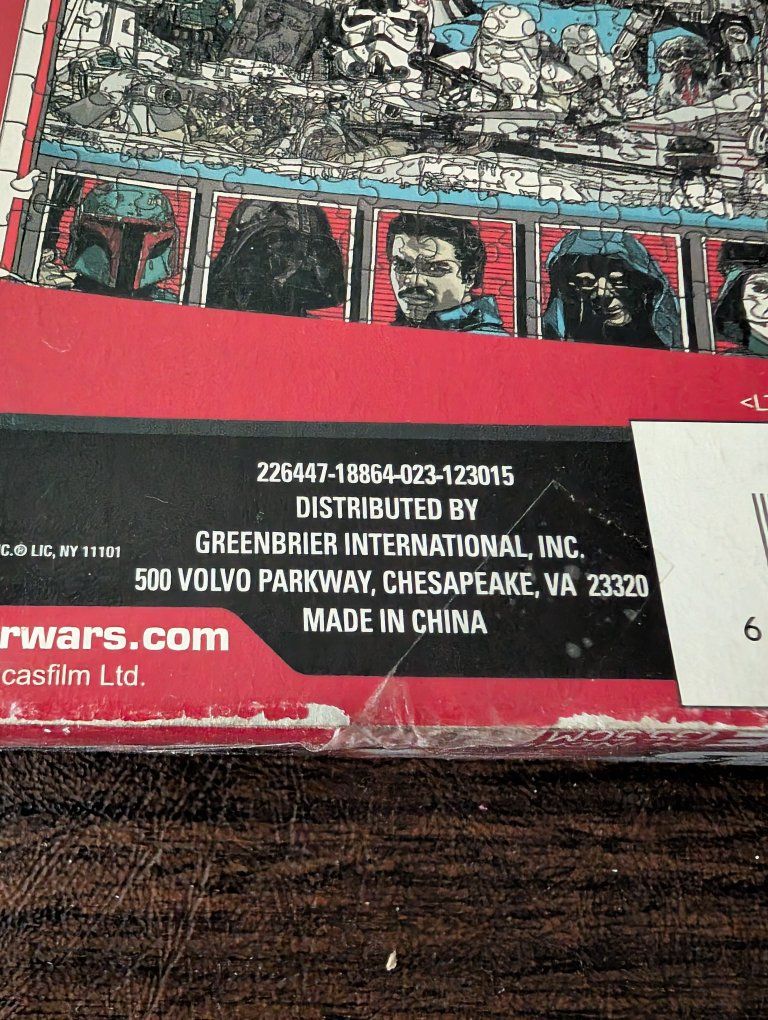 <L
226447-18864-023-123015
DISTRIBUTED BY
GREENBRIER INTERNATIONAL, INC.
500 VOLVO PARKWAY, CHESAPEAKE, VA 23320
MADE IN CHINA
C.® LIC, NY 11101
rwars.com
casfilm Ltd.
6